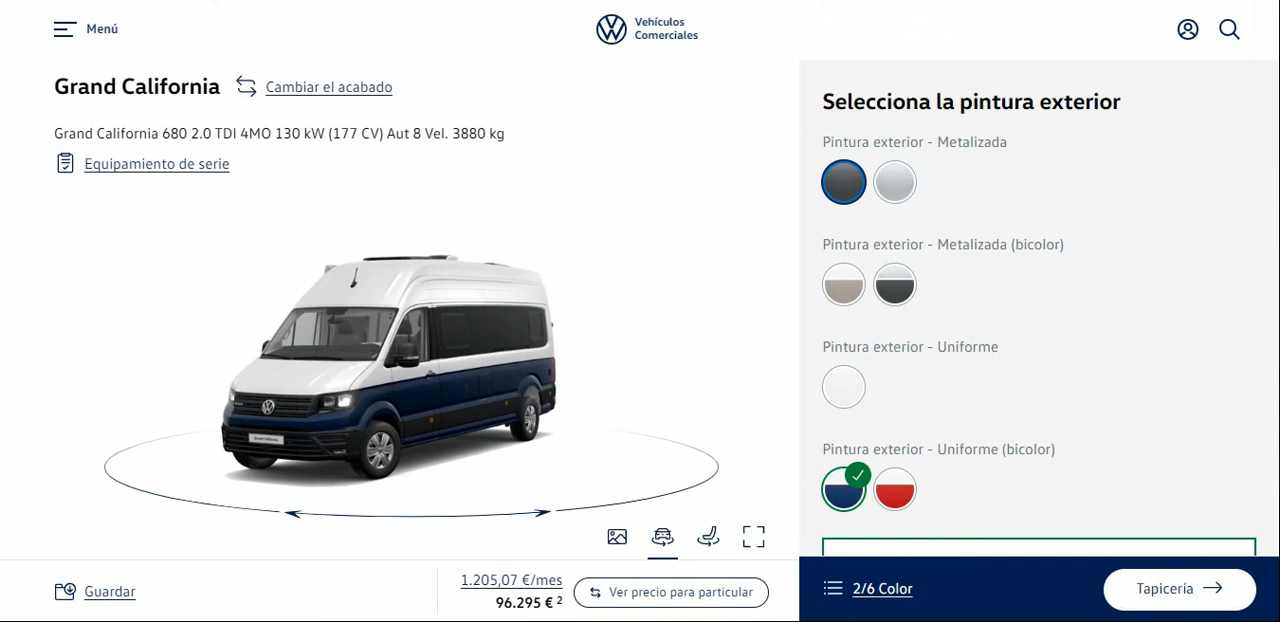 Menú
Vehículos
Comerciales
Grand California
Cambiar el acabado
Grand California 680 2.0 TDI 4MO 130 kW (177 CV) Aut 8 Vel. 3880 kg
Equipamiento de serie
Grand California
Guardar
1.205,07 €/mes
96.295 € 2
Ver precio para particular
Selecciona la pintura exterior
Pintura exterior - Metalizada
Pintura exterior - Metalizada (bicolor)
Pintura exterior - Uniforme
Pintura exterior - Uniforme (bicolor)
2/6 Color
Tapicería